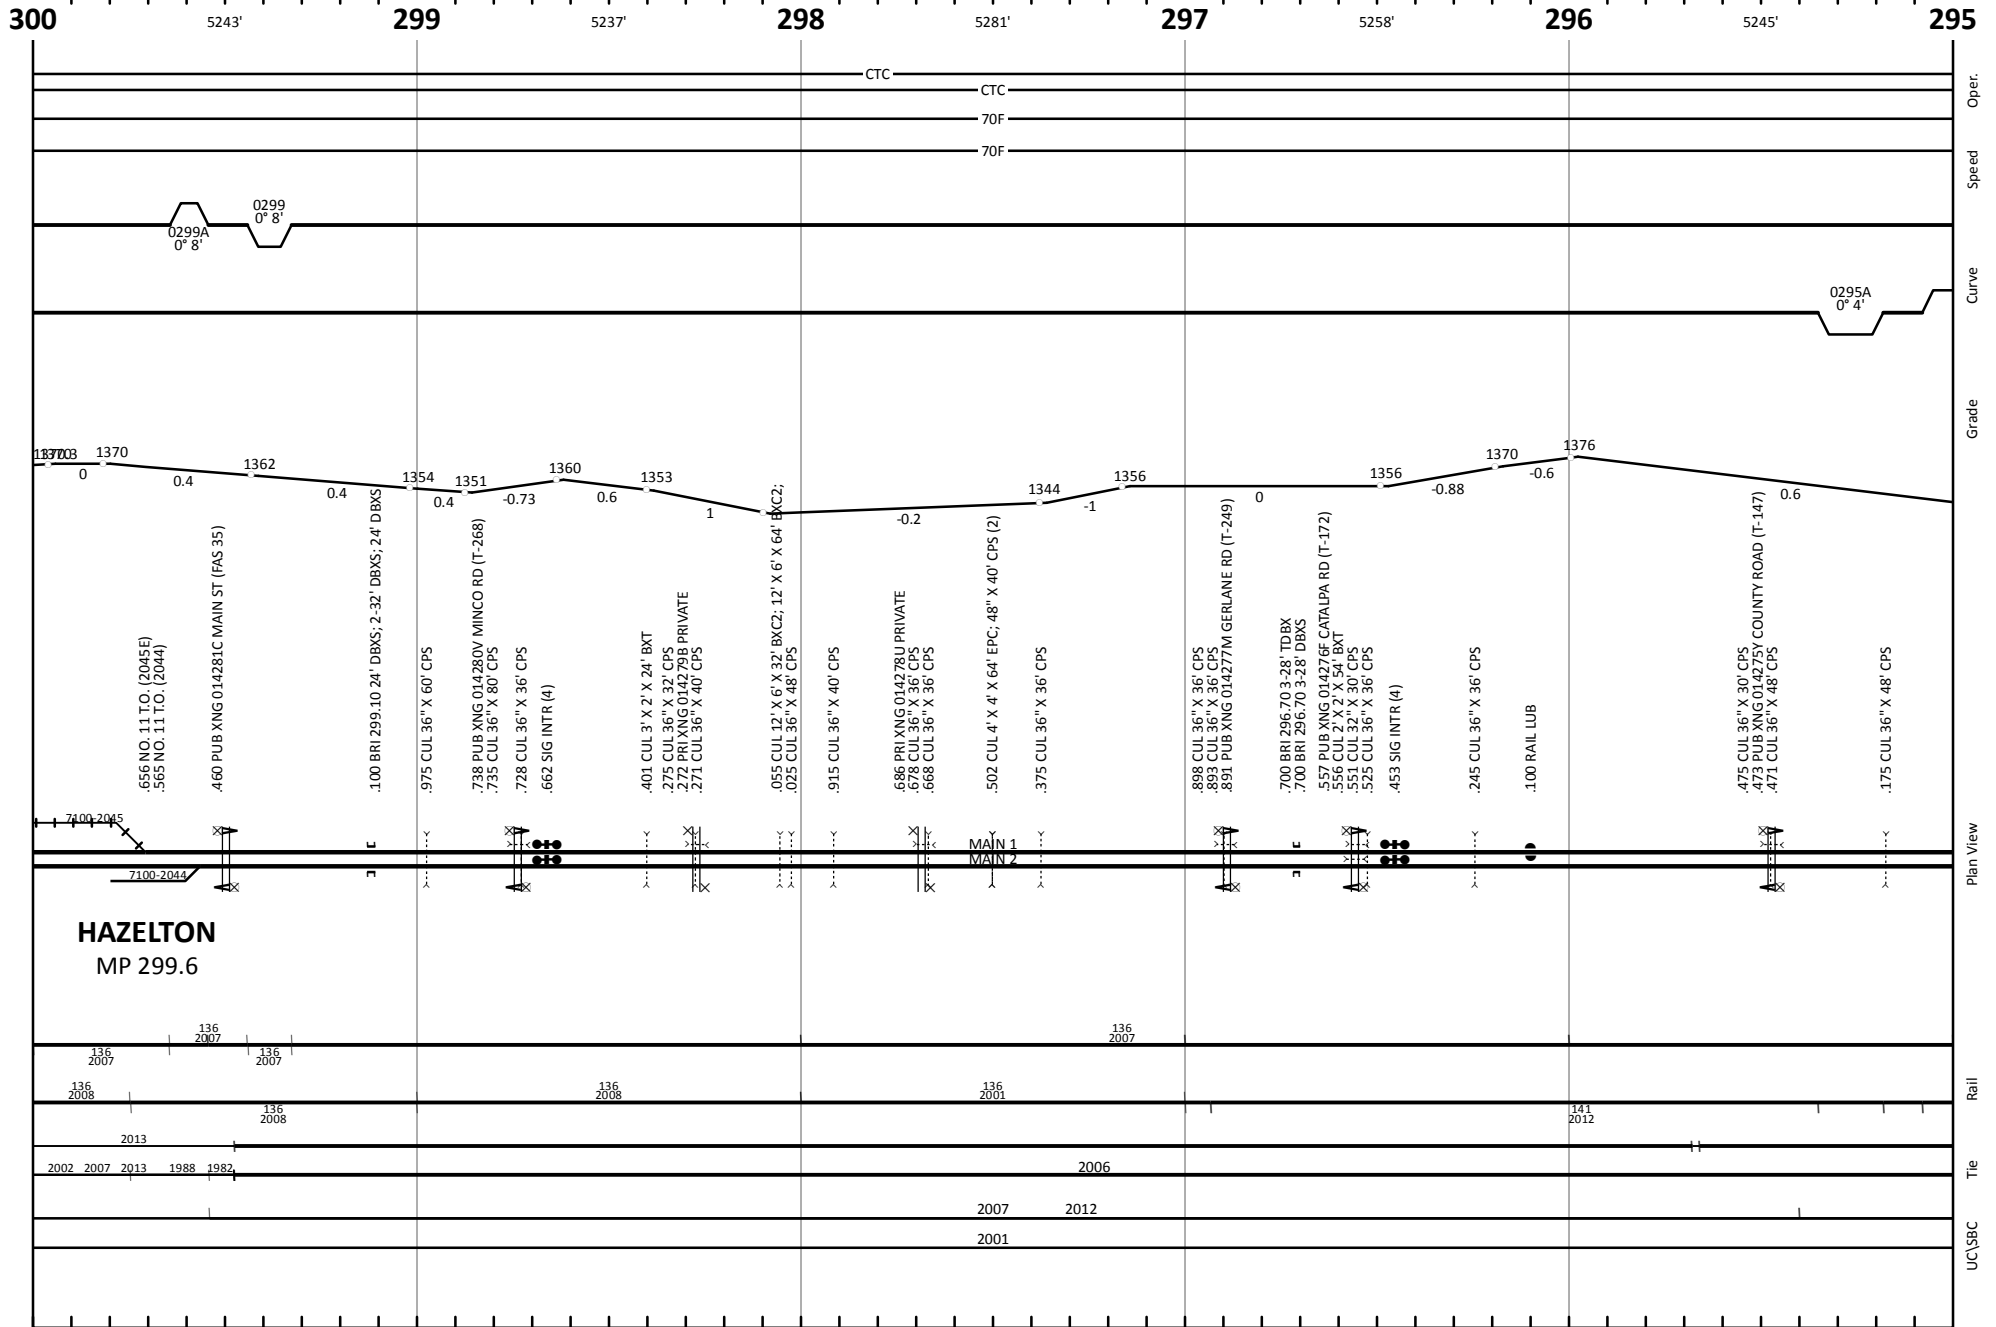 300 5243' 299 5237' 298 5281' 297 5258' 296 5245' 295
CTC
CTC
70F
70F
Oper.
Speed
0299
0° 8'
0299A
0° 8'
Curve
0295A
0° 4'
Grade
1370 1362 1354 1351 1360 1353 1344 1356 1356 1370 1376
0 0.4 0.4 0.4 -0.73 0.6 1 -0.2 -1 0 -0.88 -0.6 0.6
.656 NO. 11 T.O. (2045E)
.565 NO. 11 T.O. (2044)
.460 PUB XNG 014281C MAIN ST (FAS 35)
.100 BRI 299.10 24' DBXS; 2-32' DBXS; 24' DBXS
.975 CUL 36" X 60' CPS
.738 PUB XNG 014280V MINCO RD (T-268)
.735 CUL 36" X 80' CPS
.728 CUL 36" X 36' CPS
.662 SIG INTR (4)
.401 CUL 3' X 2' X 24' BXT
.275 CUL 36" X 32' CPS
.272 PRI XNG 014279B PRIVATE
.271 CUL 36" X 40' CPS
.055 CUL 12' X 6' X 32' BXC2; 12' X 6' X 64' BXC2;
.025 CUL 36" X 48' CPS
.915 CUL 36" X 40' CPS
.686 PRI XNG 014278U PRIVATE
.678 CUL 36" X 36' CPS
.668 CUL 36" X 36' CPS
.502 CUL 4' X 4' X 64' EPC; 48" X 40' CPS (2)
.375 CUL 36" X 36' CPS
.898 CUL 36" X 36' CPS
.893 CUL 36" X 36' CPS
.891 PUB XNG 014277M GERLANE RD (T-249)
.700 BRI 296.70 3-28' TDBX
.700 BRI 296.70 3-28' DBXS
.557 PUB XNG 014276F CATALPA RD (T-172)
.556 CUL 2' X 2' X 54' BXT
.551 CUL 32" X 30' CPS
.525 CUL 36" X 36' CPS
.453 SIG INTR (4)
.245 CUL 36" X 36' CPS
.100 RAIL LUB
.475 CUL 36" X 30' CPS
.473 PUB XNG 014275Y COUNTY ROAD (T-147)
.471 CUL 36" X 48' CPS
.175 CUL 36" X 48' CPS
7100-2045
MAIN 1
MAIN 2
7100-2044
Plan View
HAZELTON
MP 299.6
136
2007
136
2007
136
2007
136
2007
136
2008
136
2008
136
2008
136
2001
141
2012
Rail
2013
2002 2007 2013 1988 1982 2006
Tie
2007 2012
2001
UC\SBC